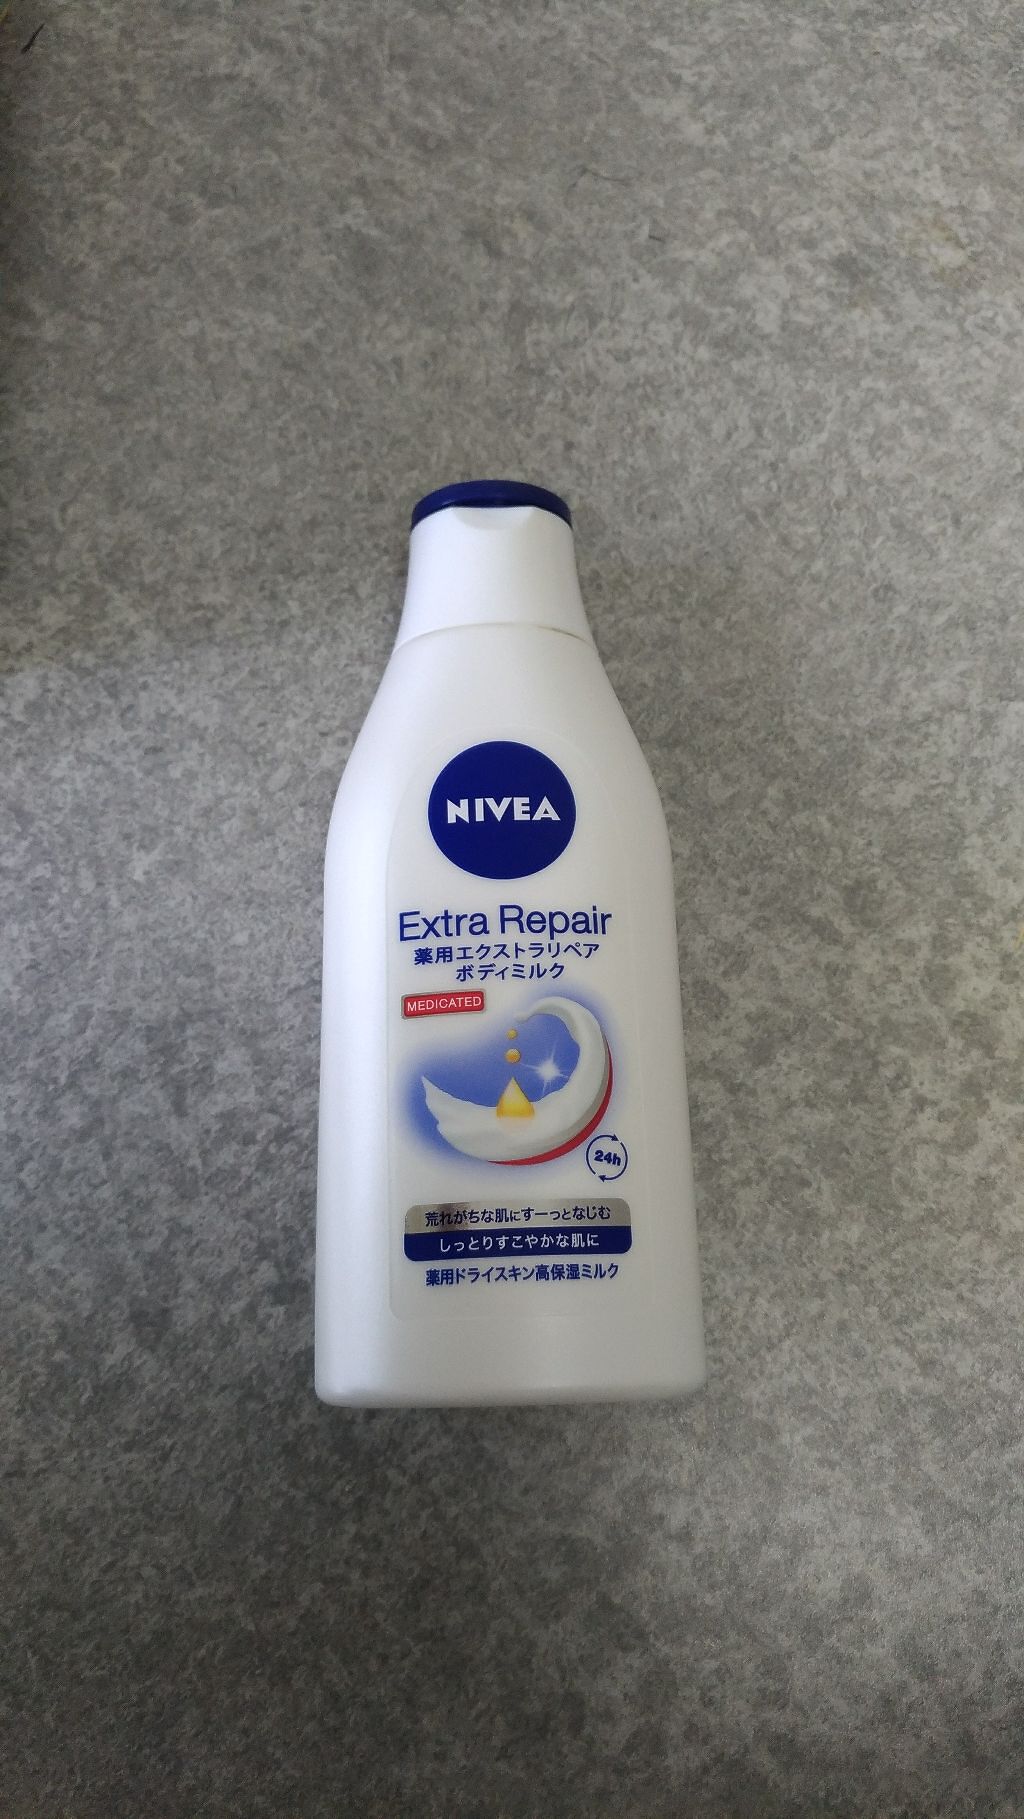 NIVEA
Extra Repair
薬用エクストラリペア
ボディミルク
MEDICATED
24h
荒れがちな肌にすーっとなじむ
しっとりすこやかな肌に
薬用ドライスキン高保湿ミルク